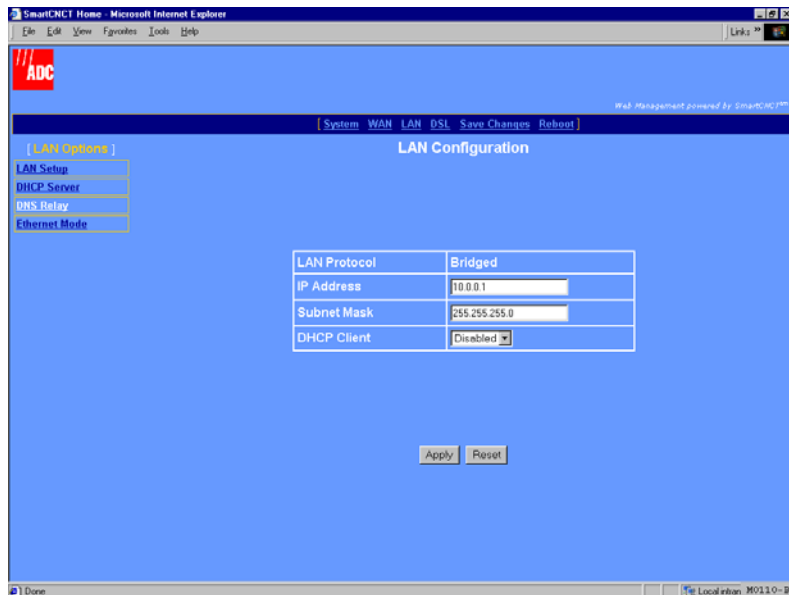 SmartCNCT Home - Microsoft Internet Explorer
File Edit View Favorites Tools Help
Links »
ADC
Web Management powered by SmartCNCT
[ System WAN LAN DSL Save Changes Reboot ]
[ LAN Options ]
LAN Configuration
LAN Setup
DHCP Server
DNS Relay
Ethernet Mode
LAN Protocol Bridged
IP Address 10.0.0.1
Subnet Mask 255.255.255.0
DHCP Client Disabled
Apply Reset
Done
Local intran M0110-B